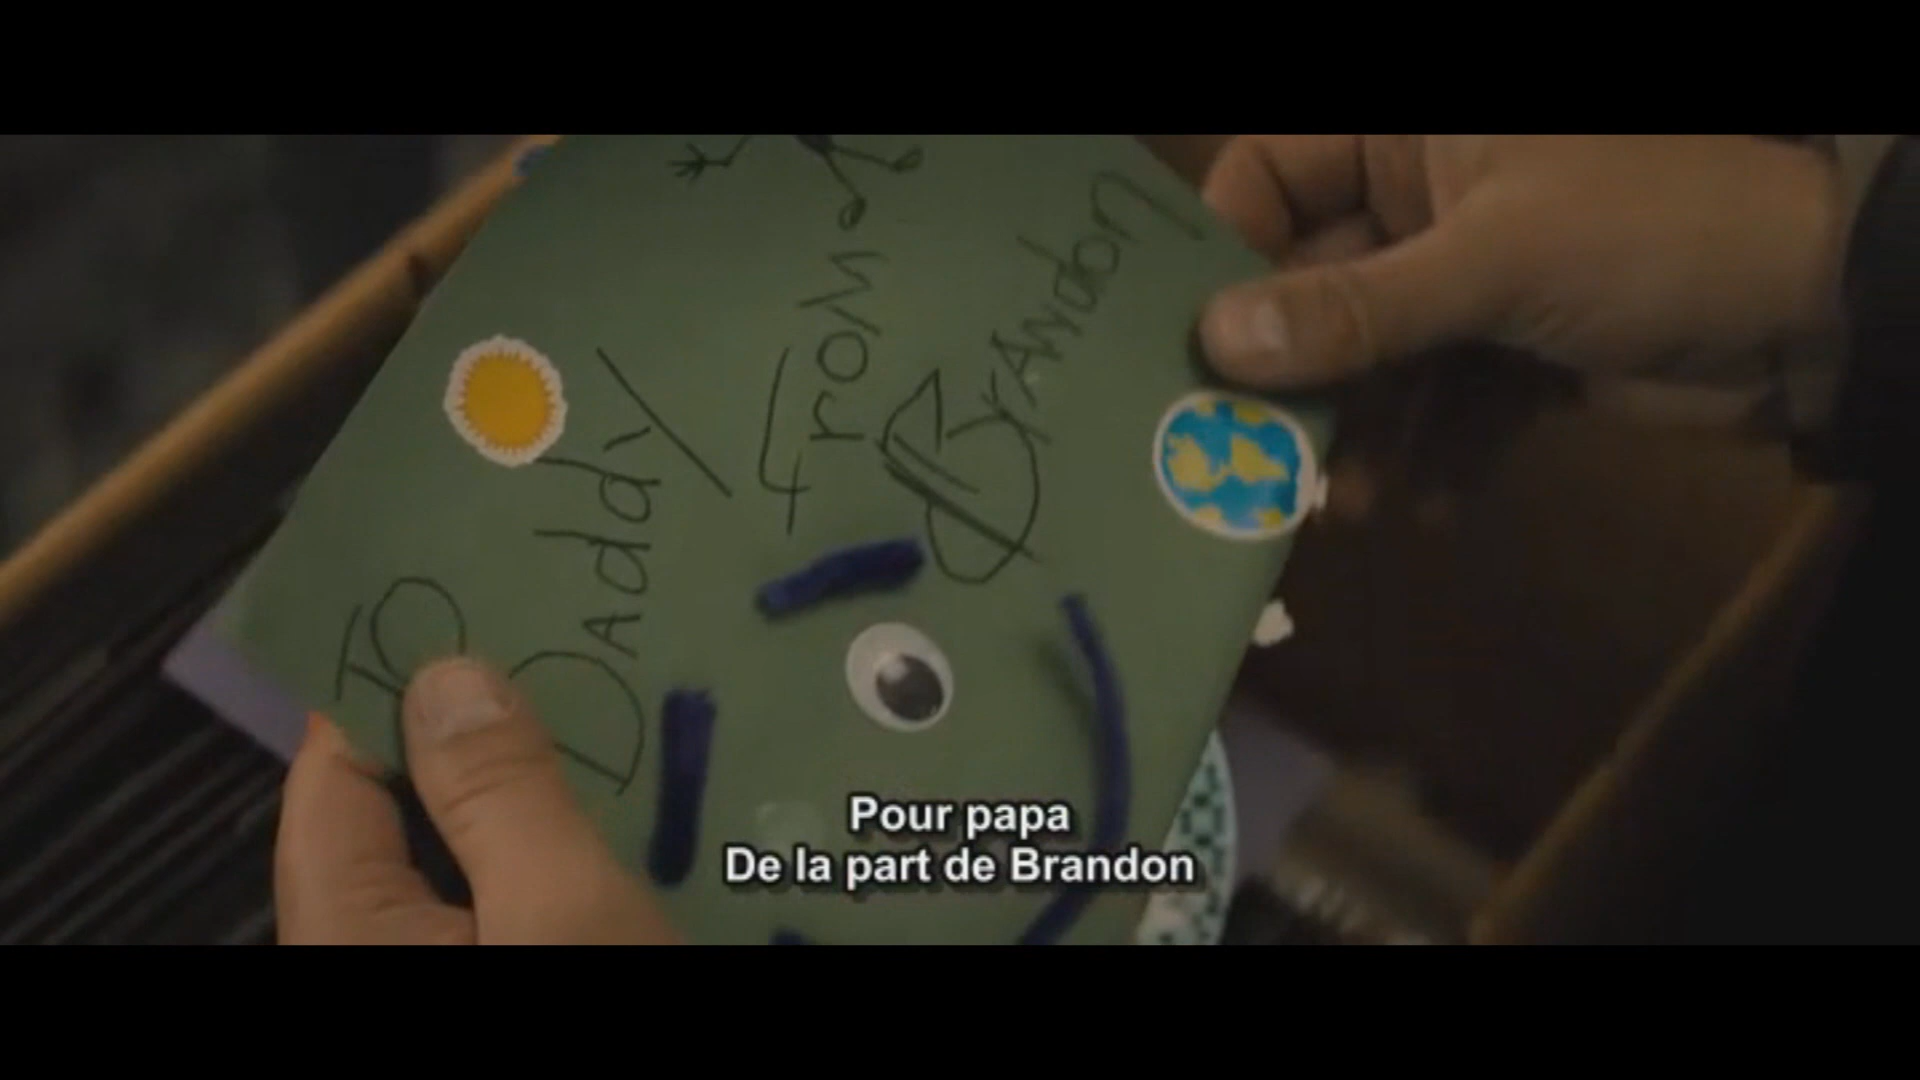 TO
DAddy
FroM
BrANdon
Pour papa
De la part de Brandon